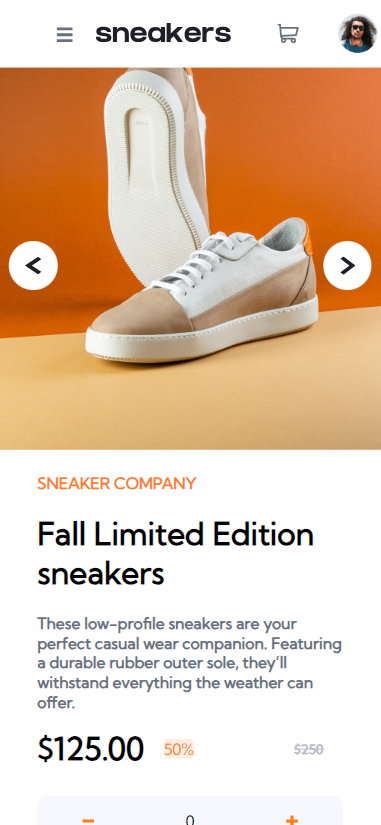 sneakers
SNEAKER COMPANY
Fall Limited Edition
sneakers
These low-profile sneakers are your
perfect casual wear companion. Featuring
a durable rubber outer sole, they’ll
withstand everything the weather can
offer.
$125.00 50% $250
- 0 +